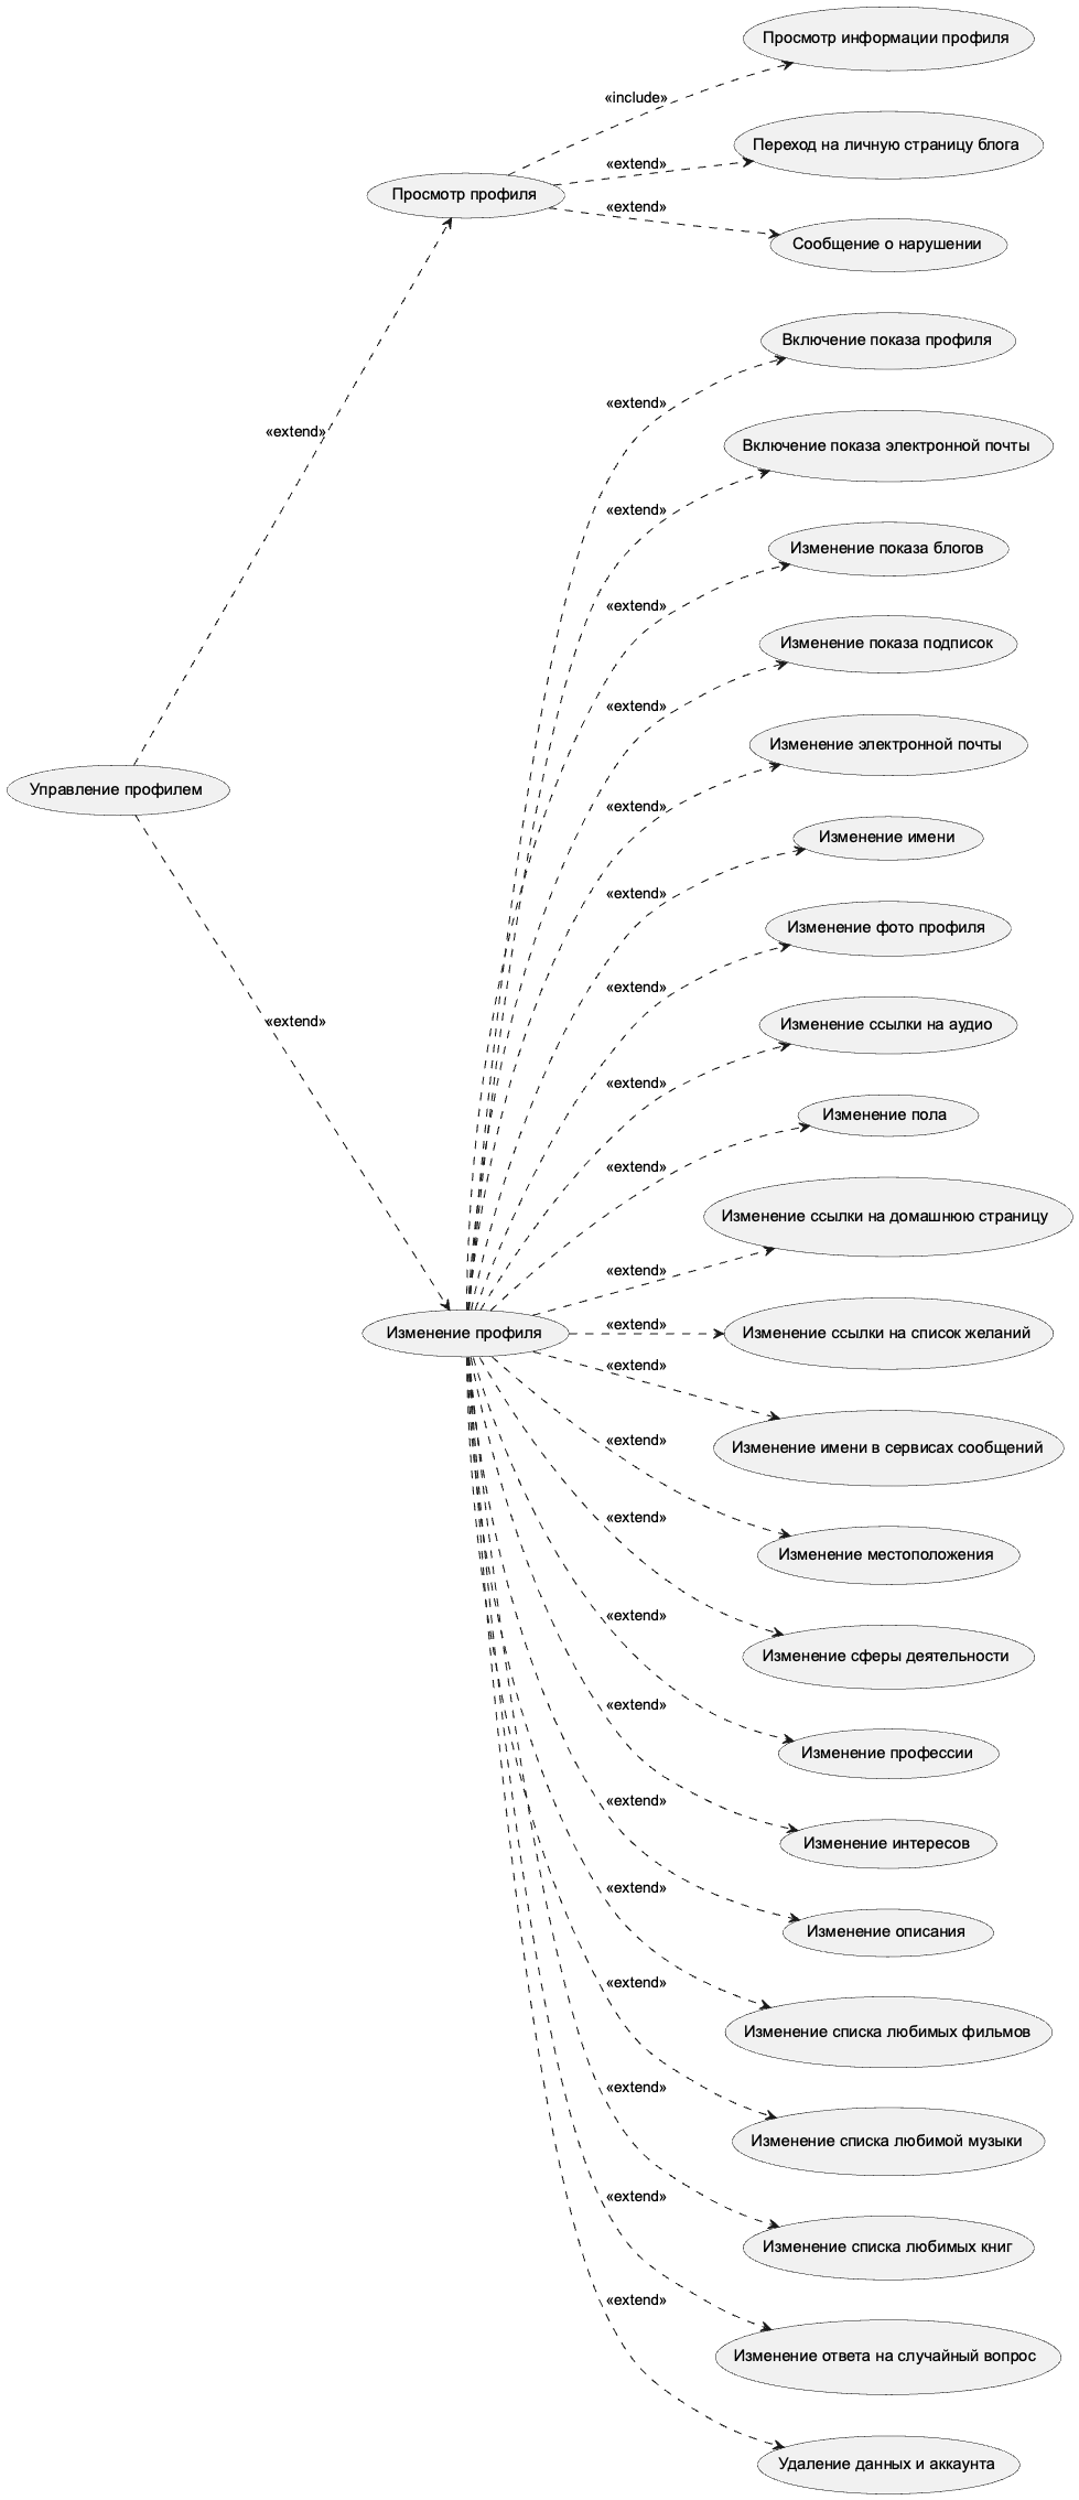 Просмотр информации профиля
«include»
Переход на личную страницу блога
«extend»
Просмотр профиля
«extend»
Сообщение о нарушении
Включение показа профиля
«extend»
«extend»
Включение показа электронной почты
«extend»
Изменение показа блогов
«extend»
Изменение показа подписок
«extend»
Изменение электронной почты
Управление профилем
«extend»
Изменение имени
«extend»
Изменение фото профиля
«extend»
«extend»
Изменение ссылки на аудио
«extend»
Изменение пола
«extend»
Изменение ссылки на домашнюю страницу
«extend»
«extend»
Изменение профиля
Изменение ссылки на список желаний
«extend»
Изменение имени в сервисах сообщений
«extend»
Изменение местоположения
«extend»
Изменение сферы деятельности
«extend»
Изменение профессии
«extend»
Изменение интересов
«extend»
Изменение описания
«extend»
Изменение списка любимых фильмов
«extend»
Изменение списка любимой музыки
«extend»
Изменение списка любимых книг
«extend»
Изменение ответа на случайный вопрос
«extend»
Удаление данных и аккаунта